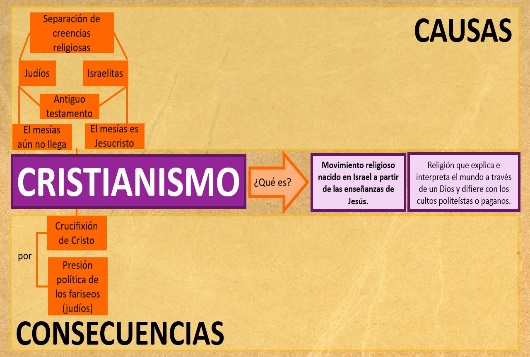 Separación de
creencias
religiosas
CAUSAS
Judíos
Israelitas
Antiguo
testamento
El mesías
aún no llega
El mesías es
Jesucristo
CRISTIANISMO
¿Qué es?
Movimiento religioso
nacido en Israel a partir
de las enseñanzas de
Jesús.
Religión que explica e
interpreta el mundo a través
de un Dios y difiere con los
cultos politeístas o paganos.
Crucifixión
de Cristo
por
Presión
política de
los fariseos
(judíos)
CONSECUENCIAS